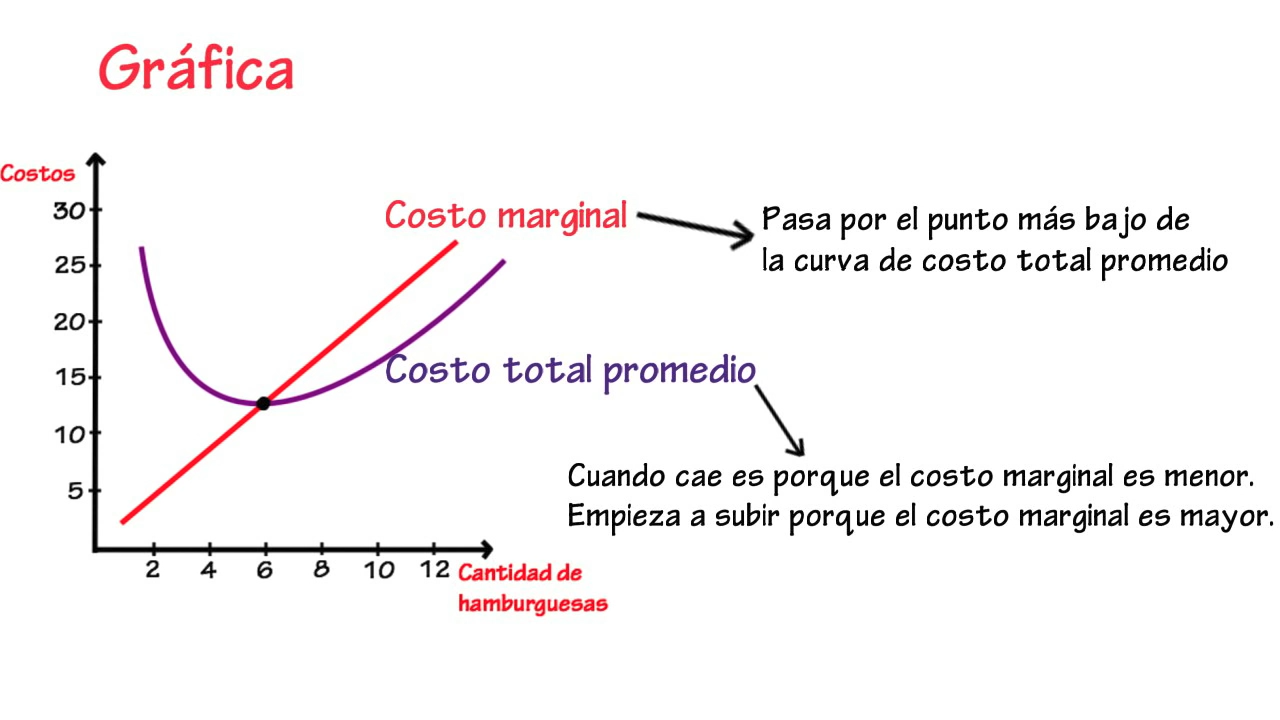 Gráfica
Costos
30
25
20
15
10
5
2 4 6 8 10 12
Cantidad de
hamburguesas
Costo marginal
Pasa por el punto más bajo de
la curva de costo total promedio
Costo total promedio
Cuando cae es porque el costo marginal es menor.
Empieza a subir porque el costo marginal es mayor.